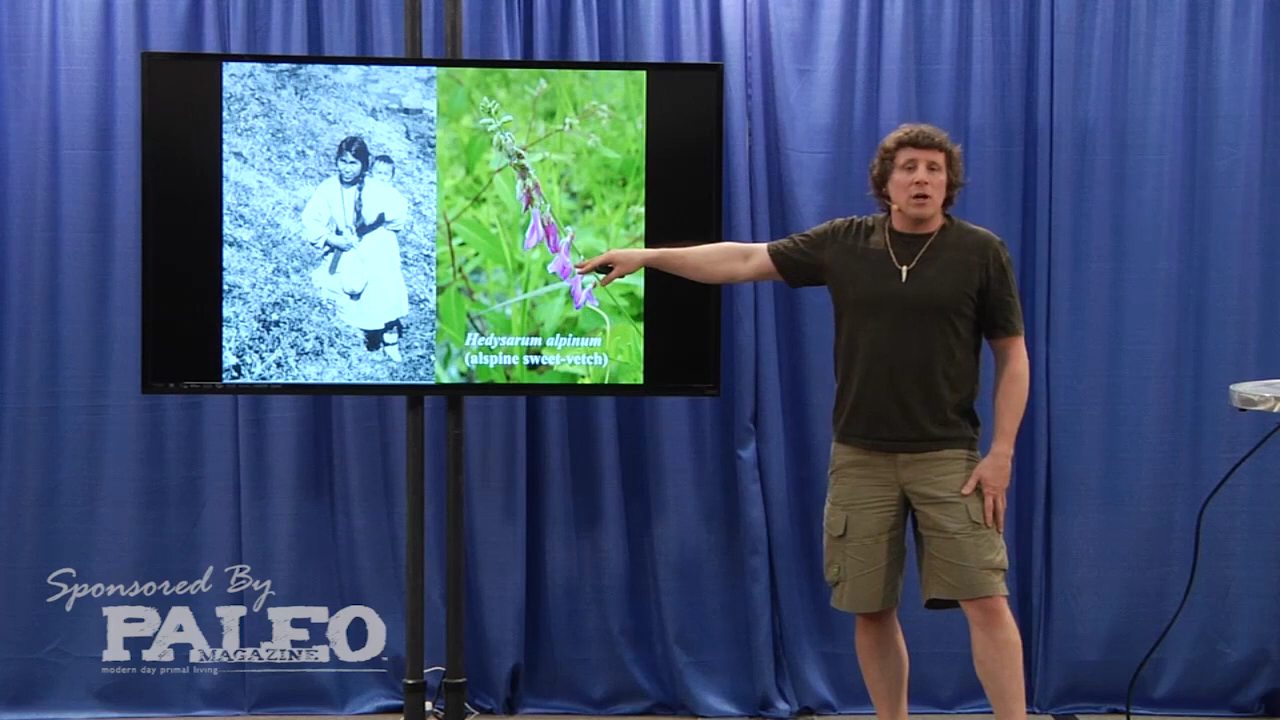 Hedysarum alpinum
(alspine sweet-vetch)
Sponsored By
PALEO
MAGAZINE
modern day primal living